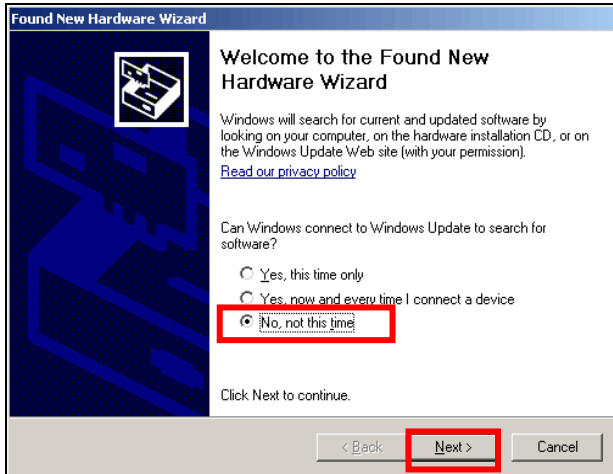 Found New Hardware Wizard
Welcome to the Found New
Hardware Wizard
Windows will search for current and updated software by
looking on your computer, on the hardware installation CD, or on
the Windows Update Web site (with your permission).
Read our privacy policy
Can Windows connect to Windows Update to search for
software?
Yes, this time only
Yes, now and every time I connect a device
No, not this time
Click Next to continue.
< Back
Next >
Cancel